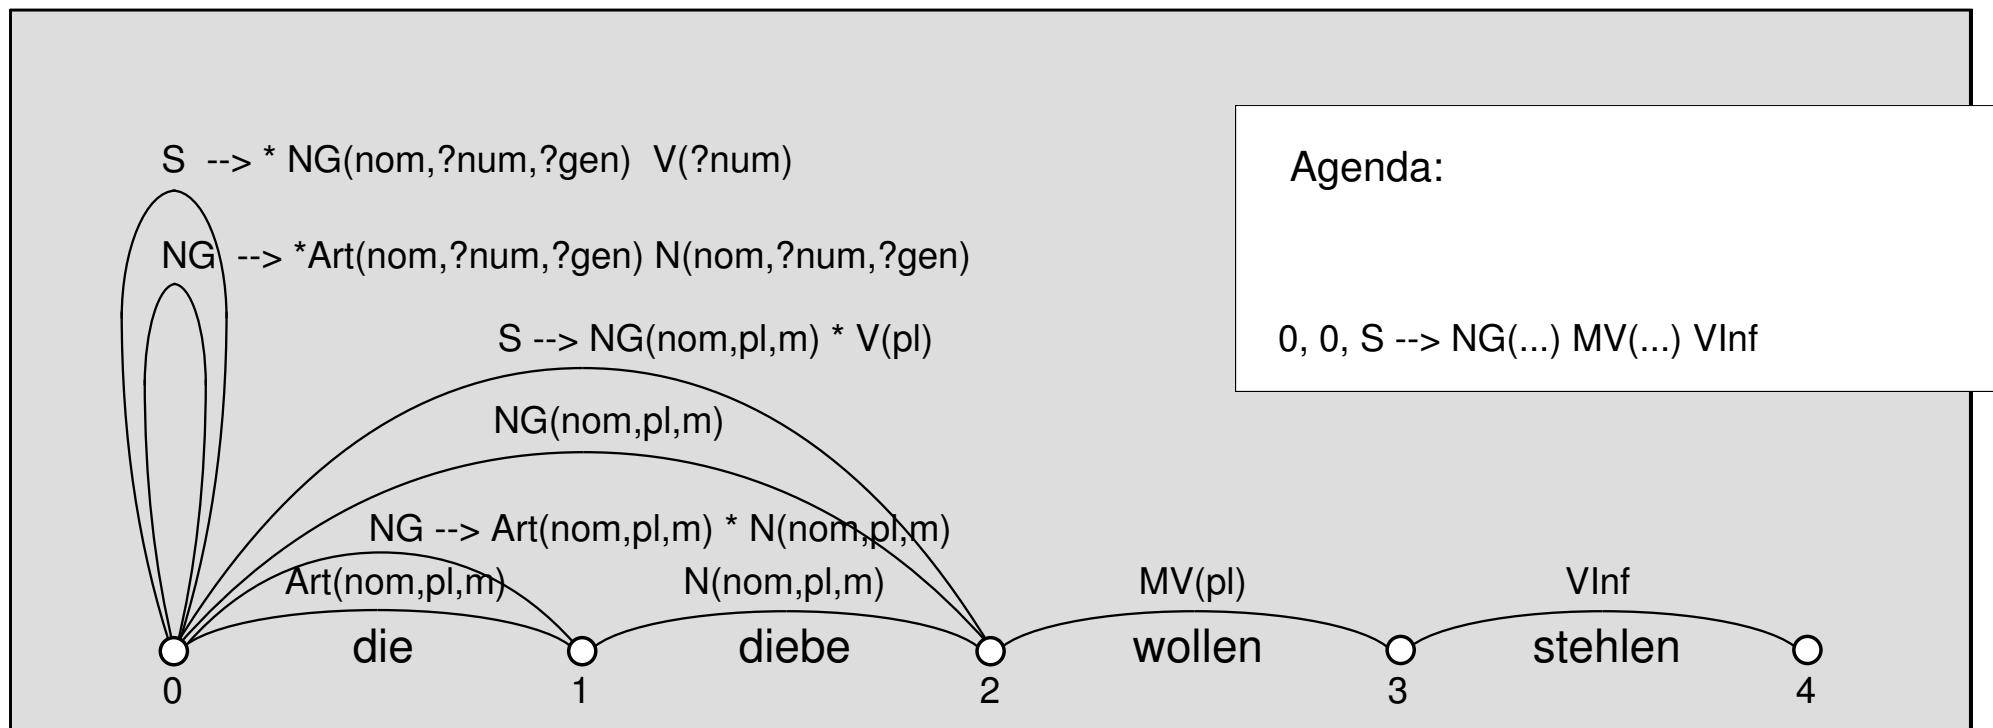 S --> * NG(nom,?num,?gen) V(?num)
Agenda:
NG --> *Art(nom,?num,?gen) N(nom,?num,?gen)
S --> NG(nom,pl,m) * V(pl)
0, 0, S --> NG(...) MV(...) VInf
NG(nom,pl,m)
NG --> Art(nom,pl,m) * N(nom,pl,m)
Art(nom,pl,m) N(nom,pl,m) MV(pl) VInf
die diebe wollen stehlen
0 1 2 3 4